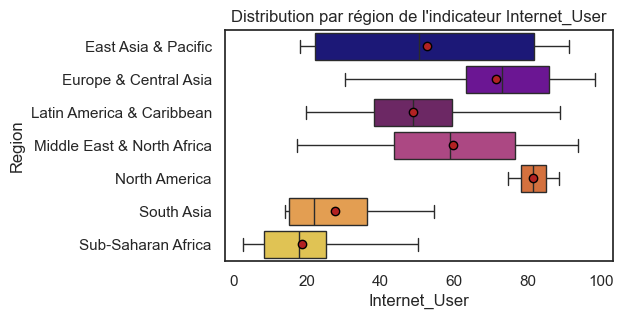 Distribution par région de l'indicateur Internet_User
East Asia & Pacific
Europe & Central Asia
Latin America & Caribbean
Middle East & North Africa
North America
South Asia
Sub-Saharan Africa
Region
0 20 40 60 80 100
Internet_User